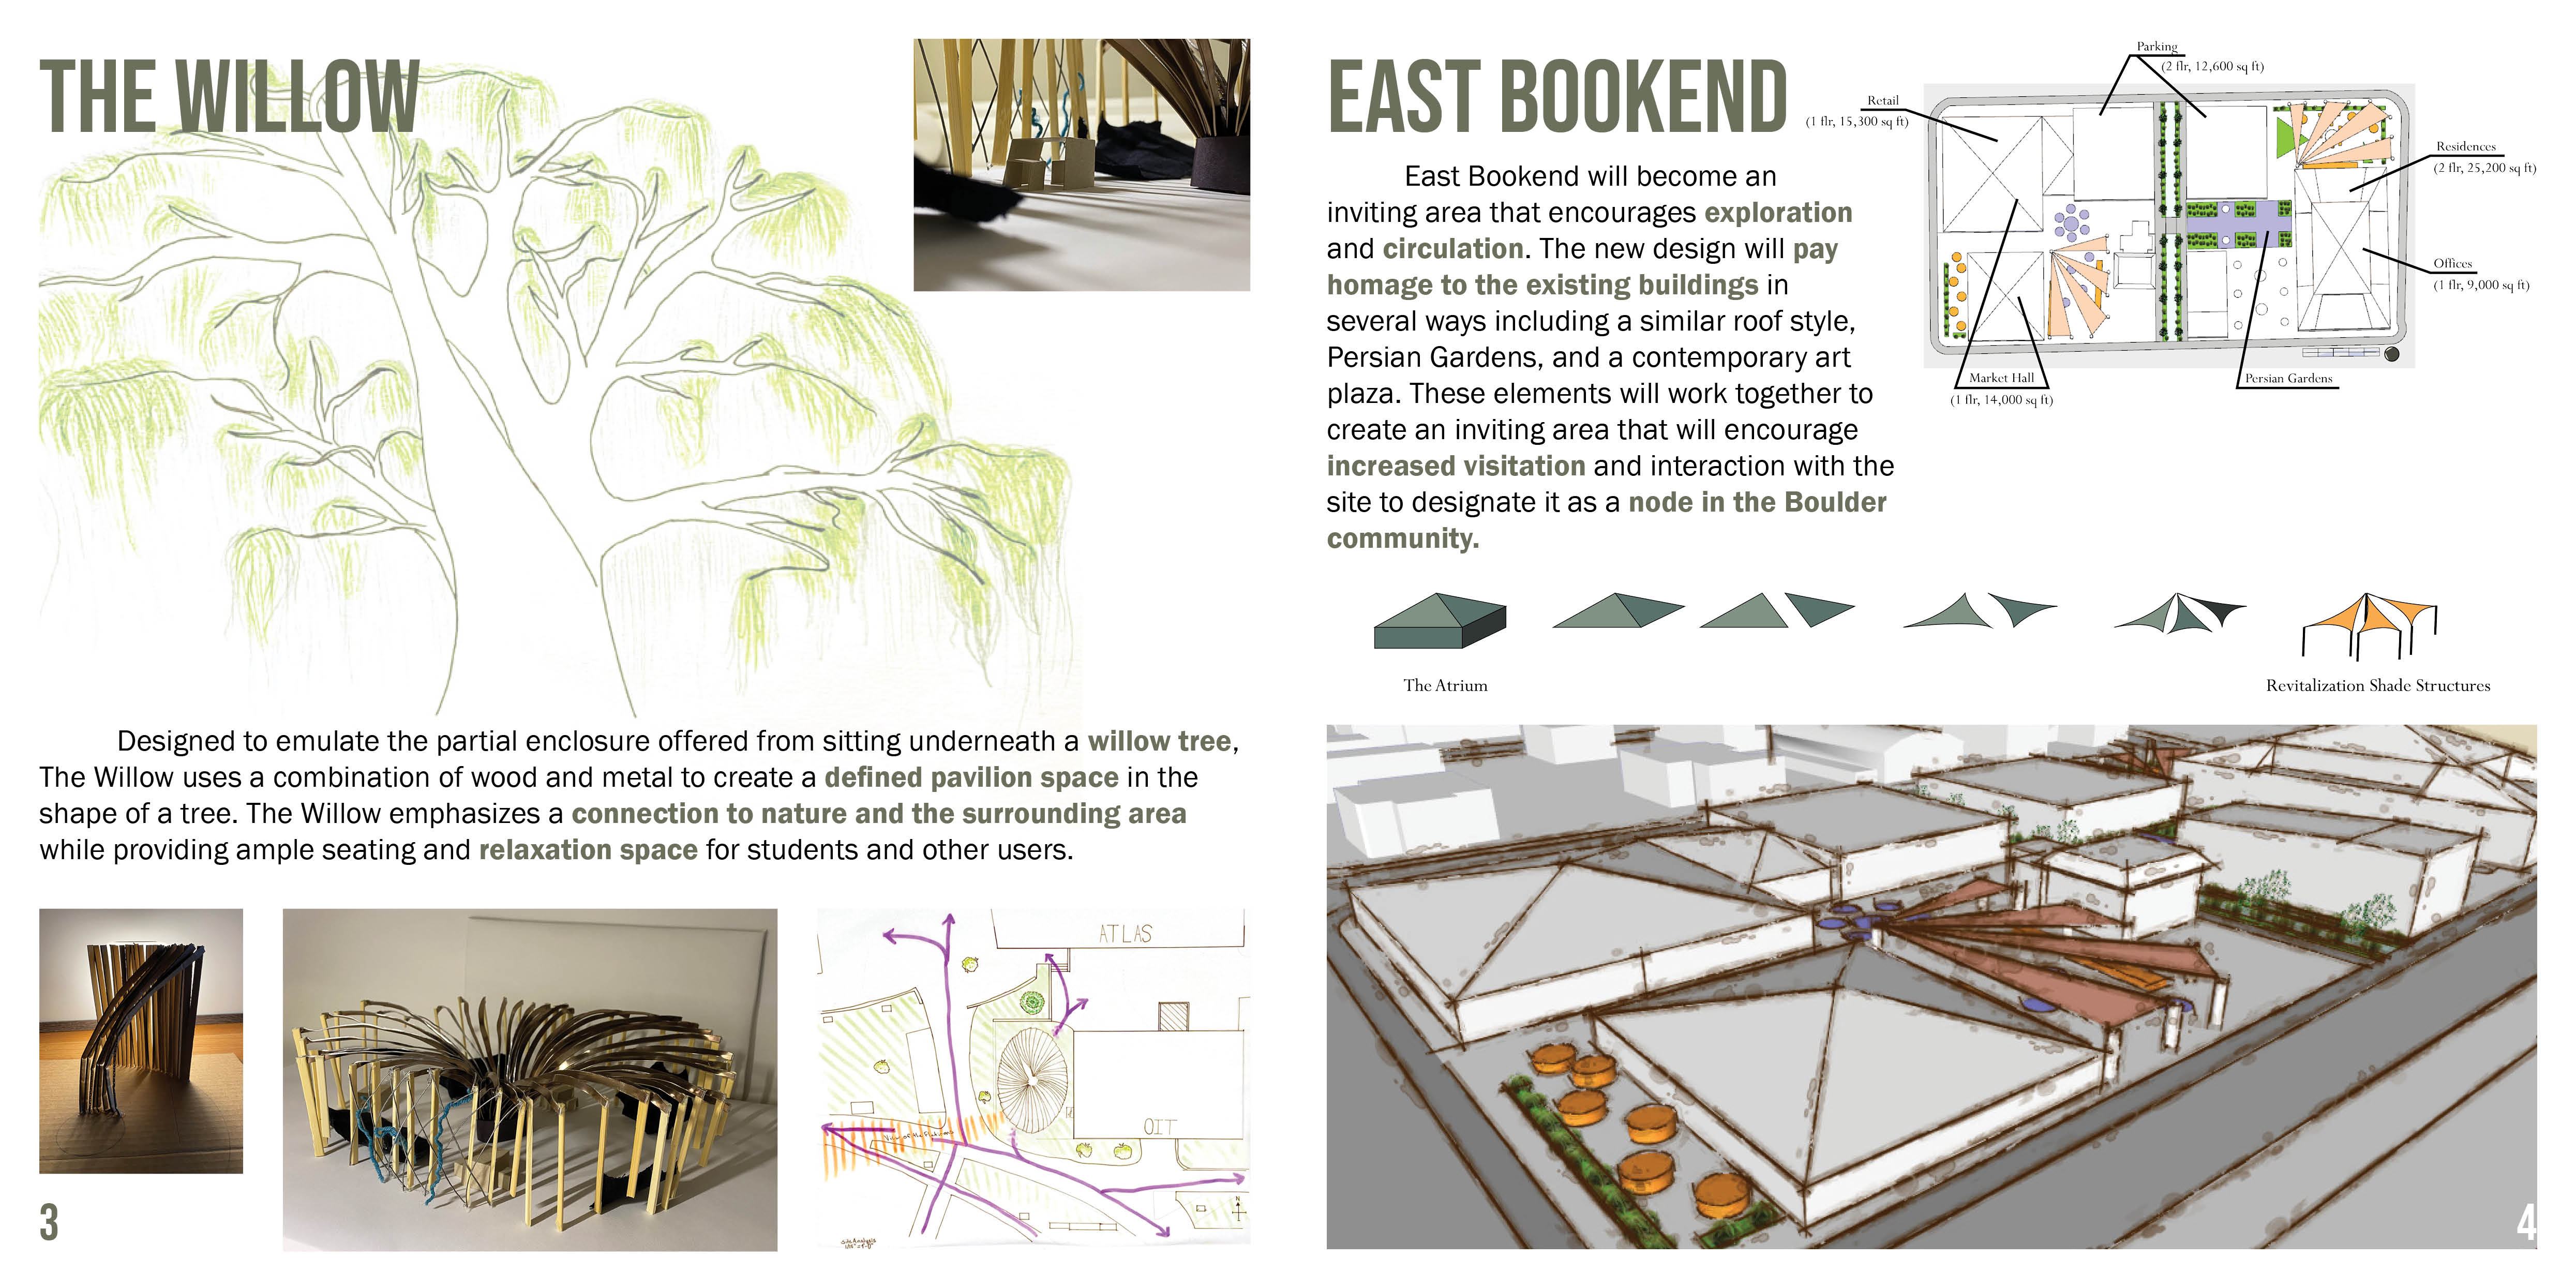 THE WILLOW
Designed to emulate the partial enclosure offered from sitting underneath a willow tree,
The Willow uses a combination of wood and metal to create a defined pavilion space in the
shape of a tree. The Willow emphasizes a connection to nature and the surrounding area
while providing ample seating and relaxation space for students and other users.
ATLAS
View of the Flatirons
OIT
N
Site Analysis
3
EAST BOOKEND
East Bookend will become an
inviting area that encourages exploration
and circulation. The new design will pay
homage to the existing buildings in
several ways including a similar roof style,
Persian Gardens, and a contemporary art
plaza. These elements will work together to
create an inviting area that will encourage
increased visitation and interaction with the
site to designate it as a node in the Boulder
community.
Parking
(2 flr, 12,600 sq ft)
Retail
(1 flr, 15,300 sq ft)
Residences
(2 flr, 25,200 sq ft)
Offices
(1 flr, 9,000 sq ft)
Market Hall
(1 flr, 14,000 sq ft)
Persian Gardens
The Atrium
Revitalization Shade Structures
4